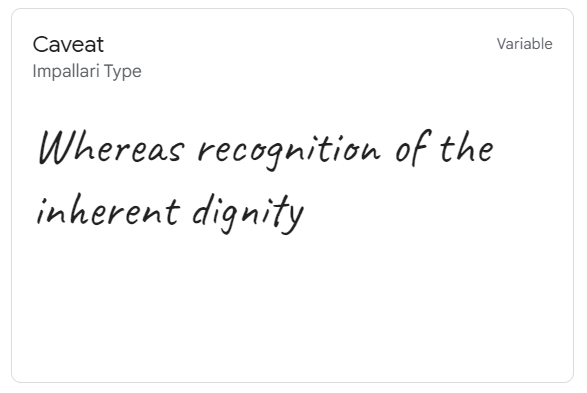 Caveat
Variable
Impallari Type
Whereas recognition of the
inherent dignity